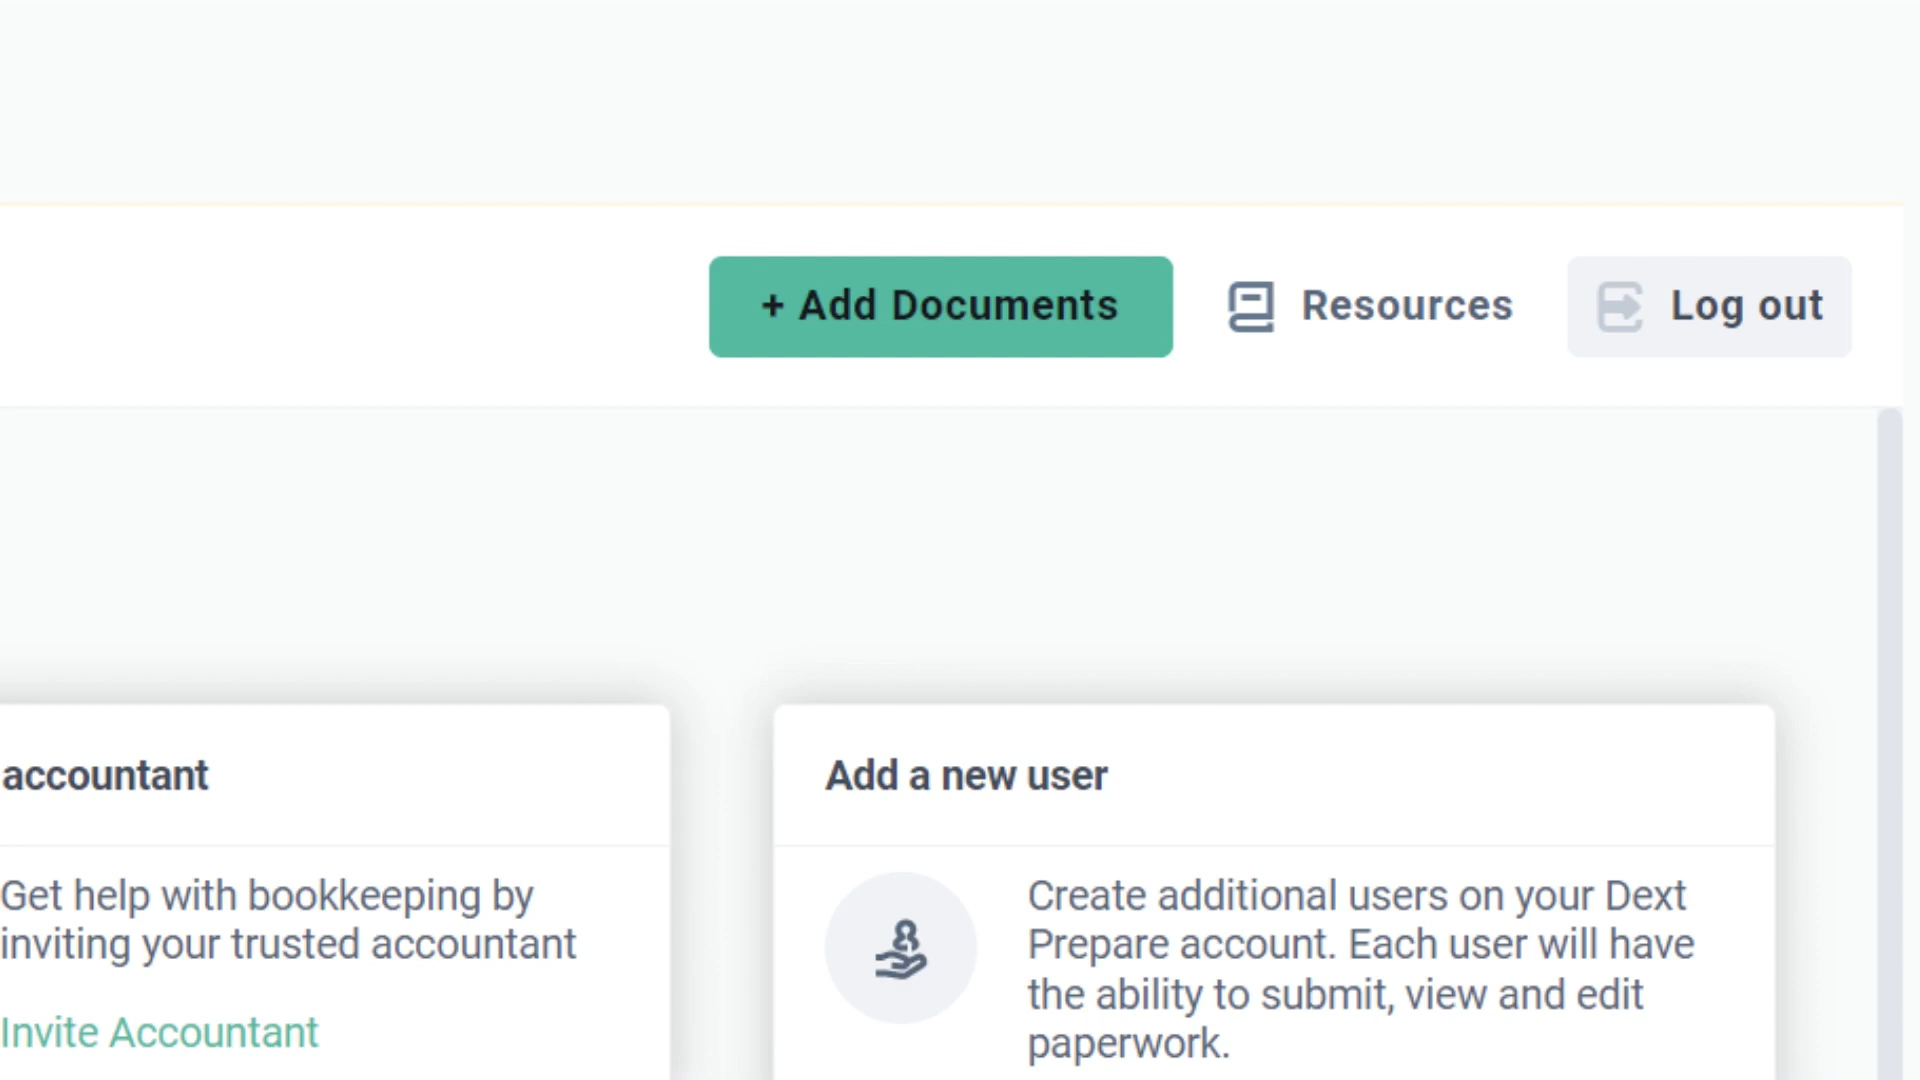 + Add Documents
Resources
Log out
accountant
Get help with bookkeeping by
inviting your trusted accountant
Invite Accountant
Add a new user
Create additional users on your Dext
Prepare account. Each user will have
the ability to submit, view and edit
paperwork.